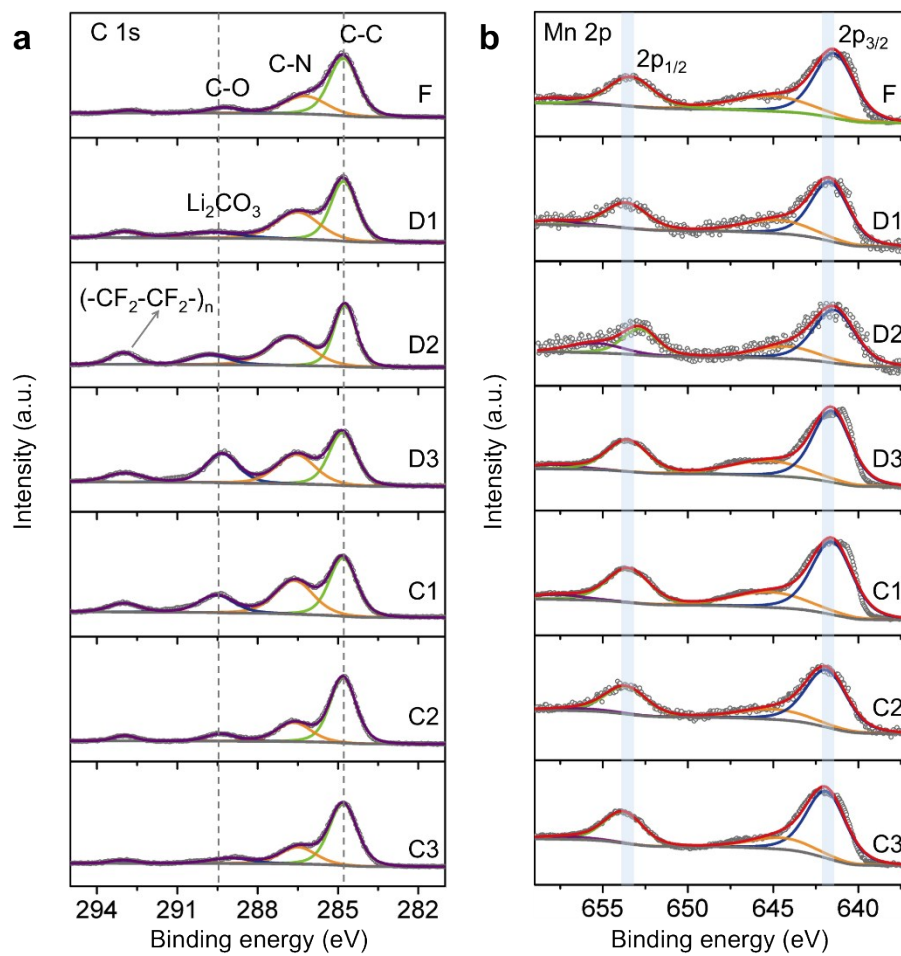 a
C 1s
C-C
C-N
C-O
F
Li₂CO₃
D1
(-CF₂-CF₂-)ₙ
D2
D3
C1
C2
C3
294 291 288 285 282
Binding energy (eV)
Intensity (a.u.)
b
Mn 2p
2p₃/₂
2p₁/₂
F
D1
D2
D3
C1
C2
C3
655 650 645 640
Binding energy (eV)
Intensity (a.u.)